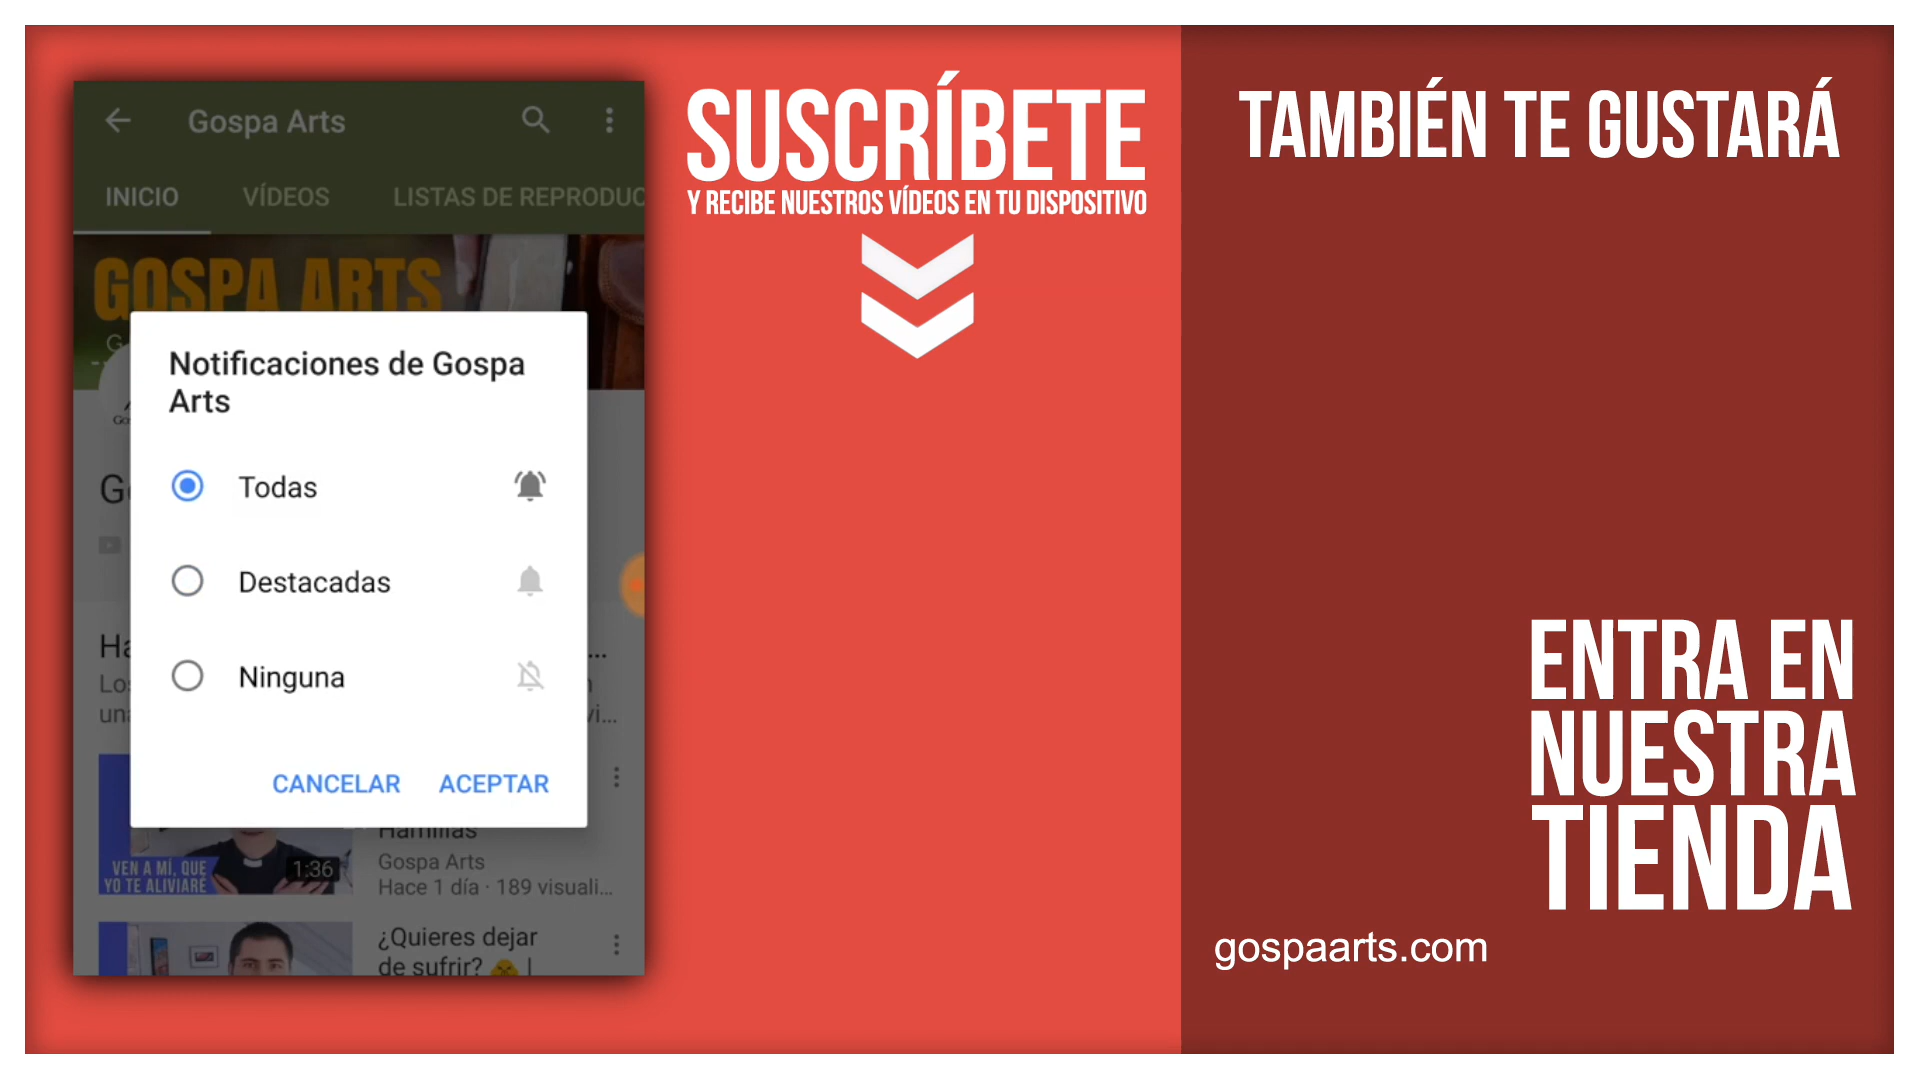 Gospa Arts
INICIO VÍDEOS LISTAS DE REPRODUC
GOSPA ARTS
Notificaciones de Gospa
Arts
Todas
Destacadas
Ninguna
CANCELAR ACEPTAR
VEN A MÍ, QUE
YO TE ALIVIARÉ
1:36
Hamillas
Gospa Arts
Hace 1 día · 189 visuali...
¿Quieres dejar
de sufrir? |
SUSCRÍBETE
Y RECIBE NUESTROS VÍDEOS EN TU DISPOSITIVO
TAMBIÉN TE GUSTARÁ
ENTRA EN
NUESTRA
TIENDA
gospaarts.com